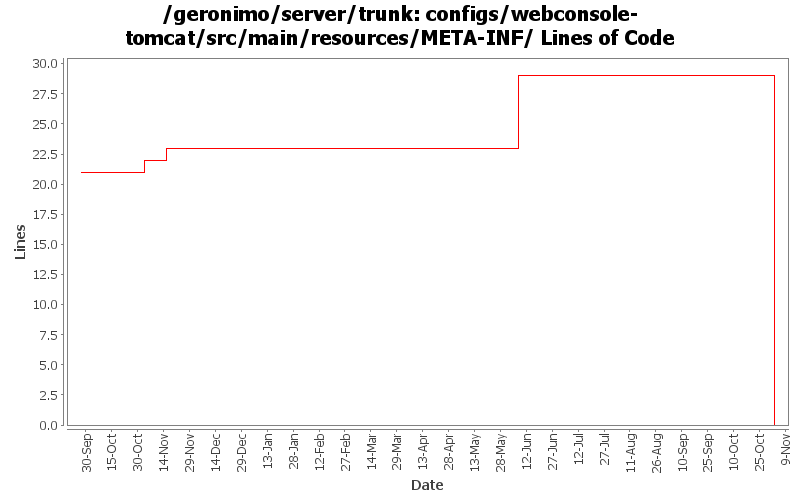 /geronimo/server/trunk: configs/webconsole-
tomcat/src/main/resources/META-INF/ Lines of Code
30.0
27.5
25.0
22.5
20.0
17.5
15.0
12.5
10.0
7.5
5.0
2.5
0.0
Lines
30-Sep
15-Oct
30-Oct
14-Nov
29-Nov
14-Dec
29-Dec
13-Jan
28-Jan
12-Feb
27-Feb
14-Mar
29-Mar
13-Apr
28-Apr
13-May
28-May
12-Jun
27-Jun
12-Jul
27-Jul
11-Aug
26-Aug
10-Sep
25-Sep
10-Oct
25-Oct
9-Nov
Date